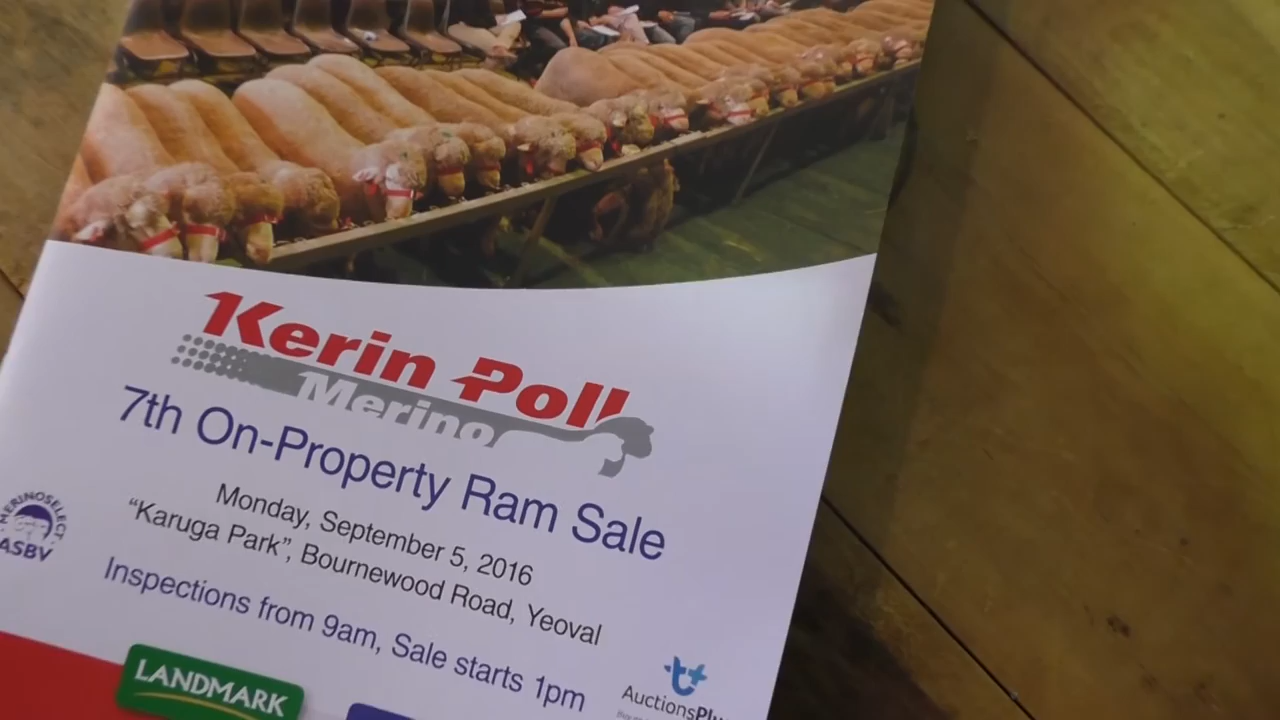 Kerin Poll
Merino
7th On-Property Ram Sale
Monday, September 5, 2016
“Karuga Park”, Bournewood Road, Yeoval
Inspections from 9am, Sale starts 1pm
MERINOSELECT
ASBV
LANDMARK
AuctionsPlu